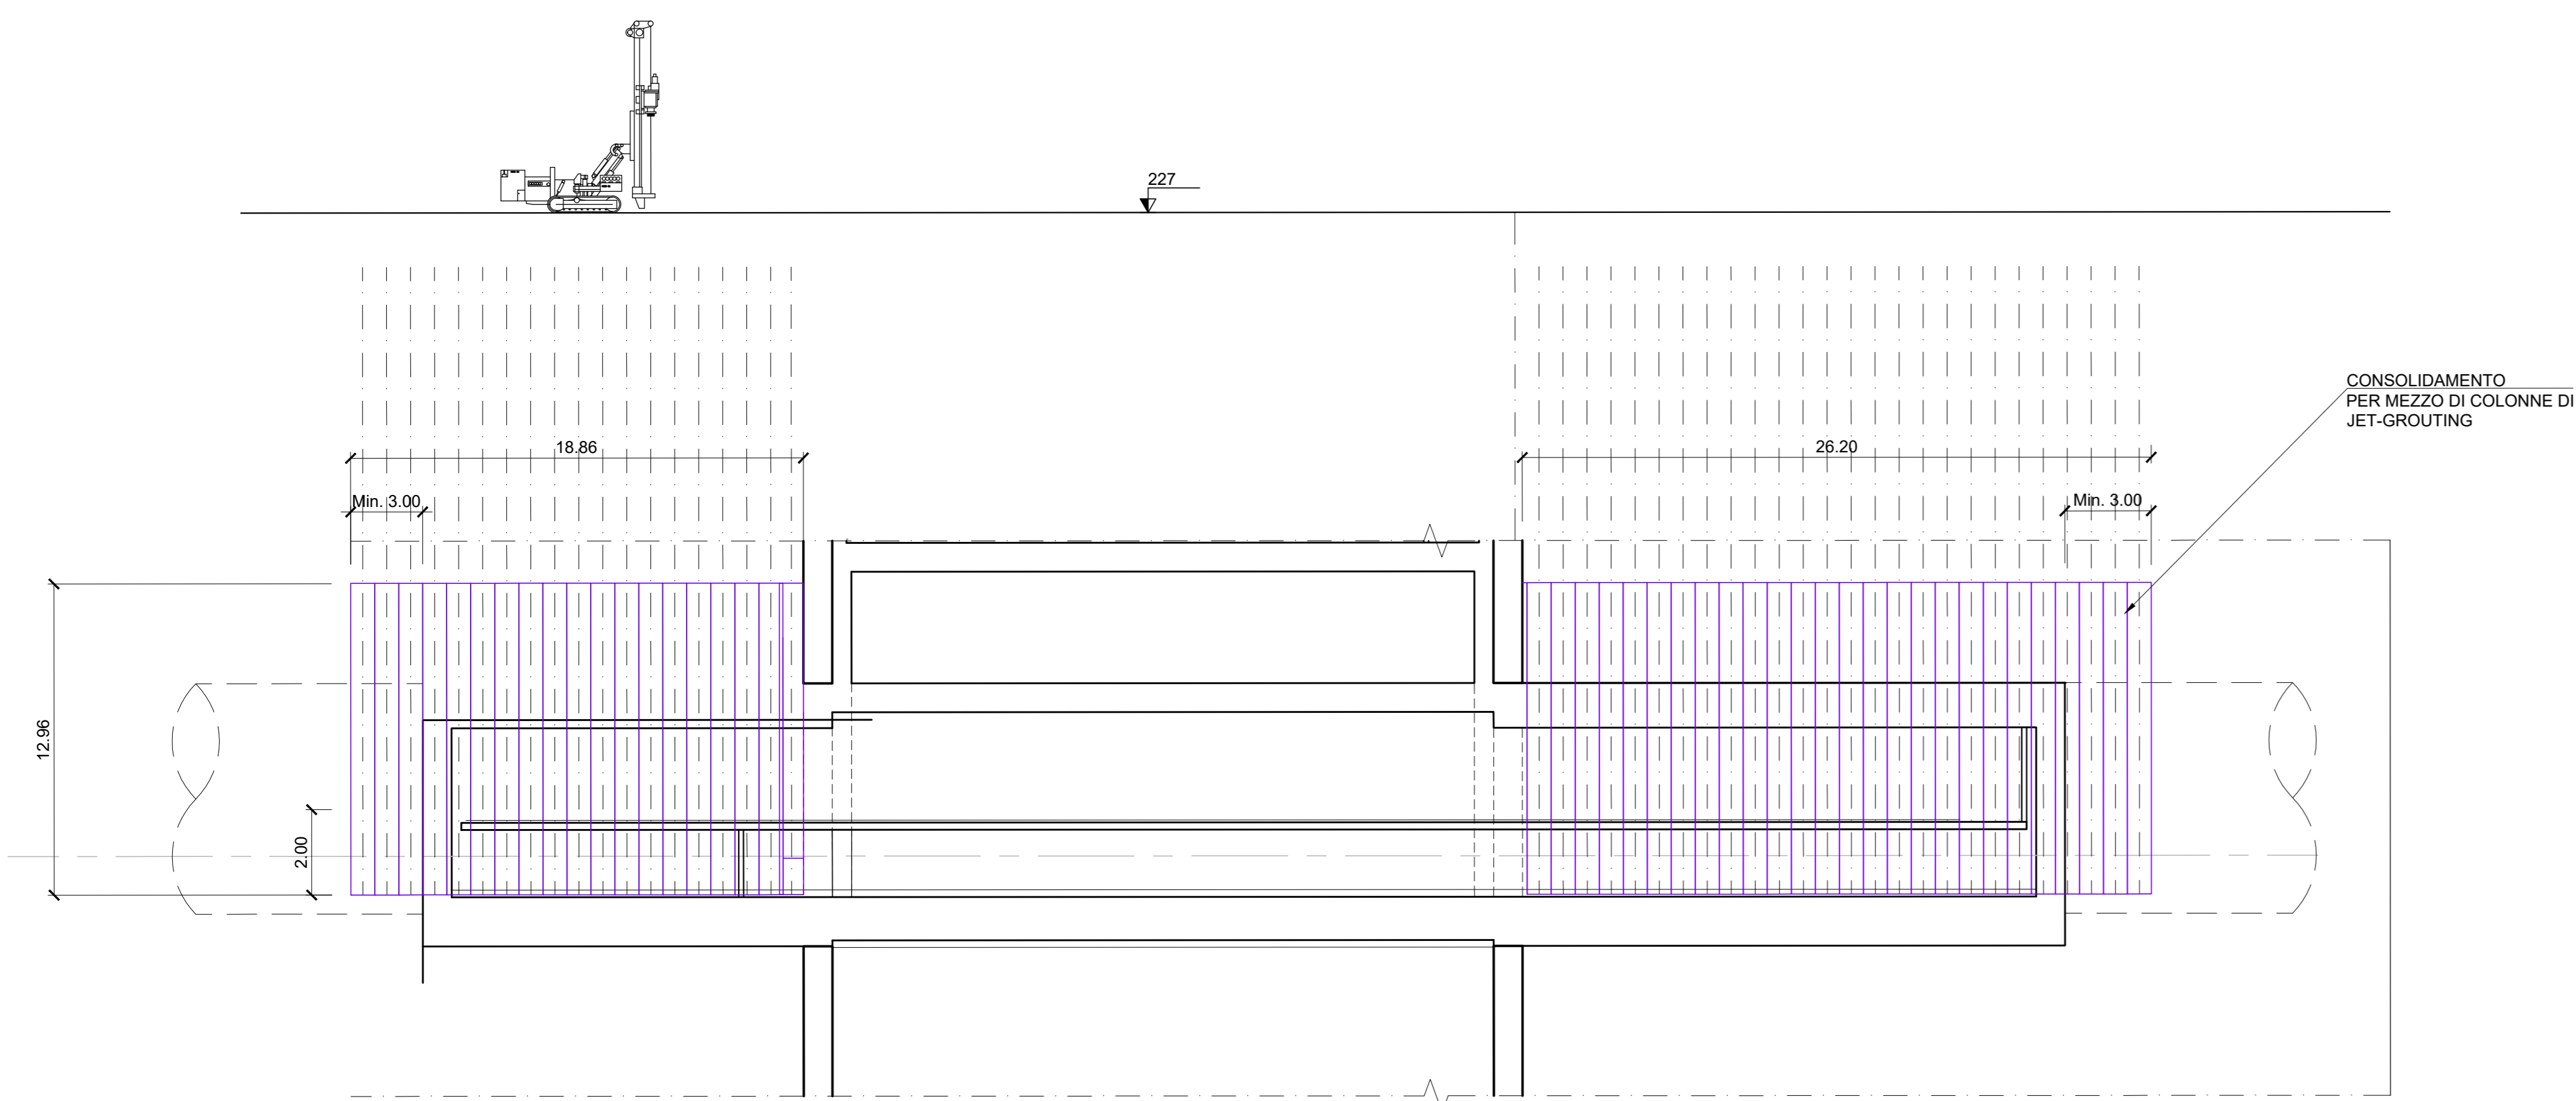 227
CONSOLIDAMENTO
PER MEZZO DI COLONNE DI
JET-GROUTING
18.86
26.20
Min. 3.00
Min. 3.00
12.96
2.00